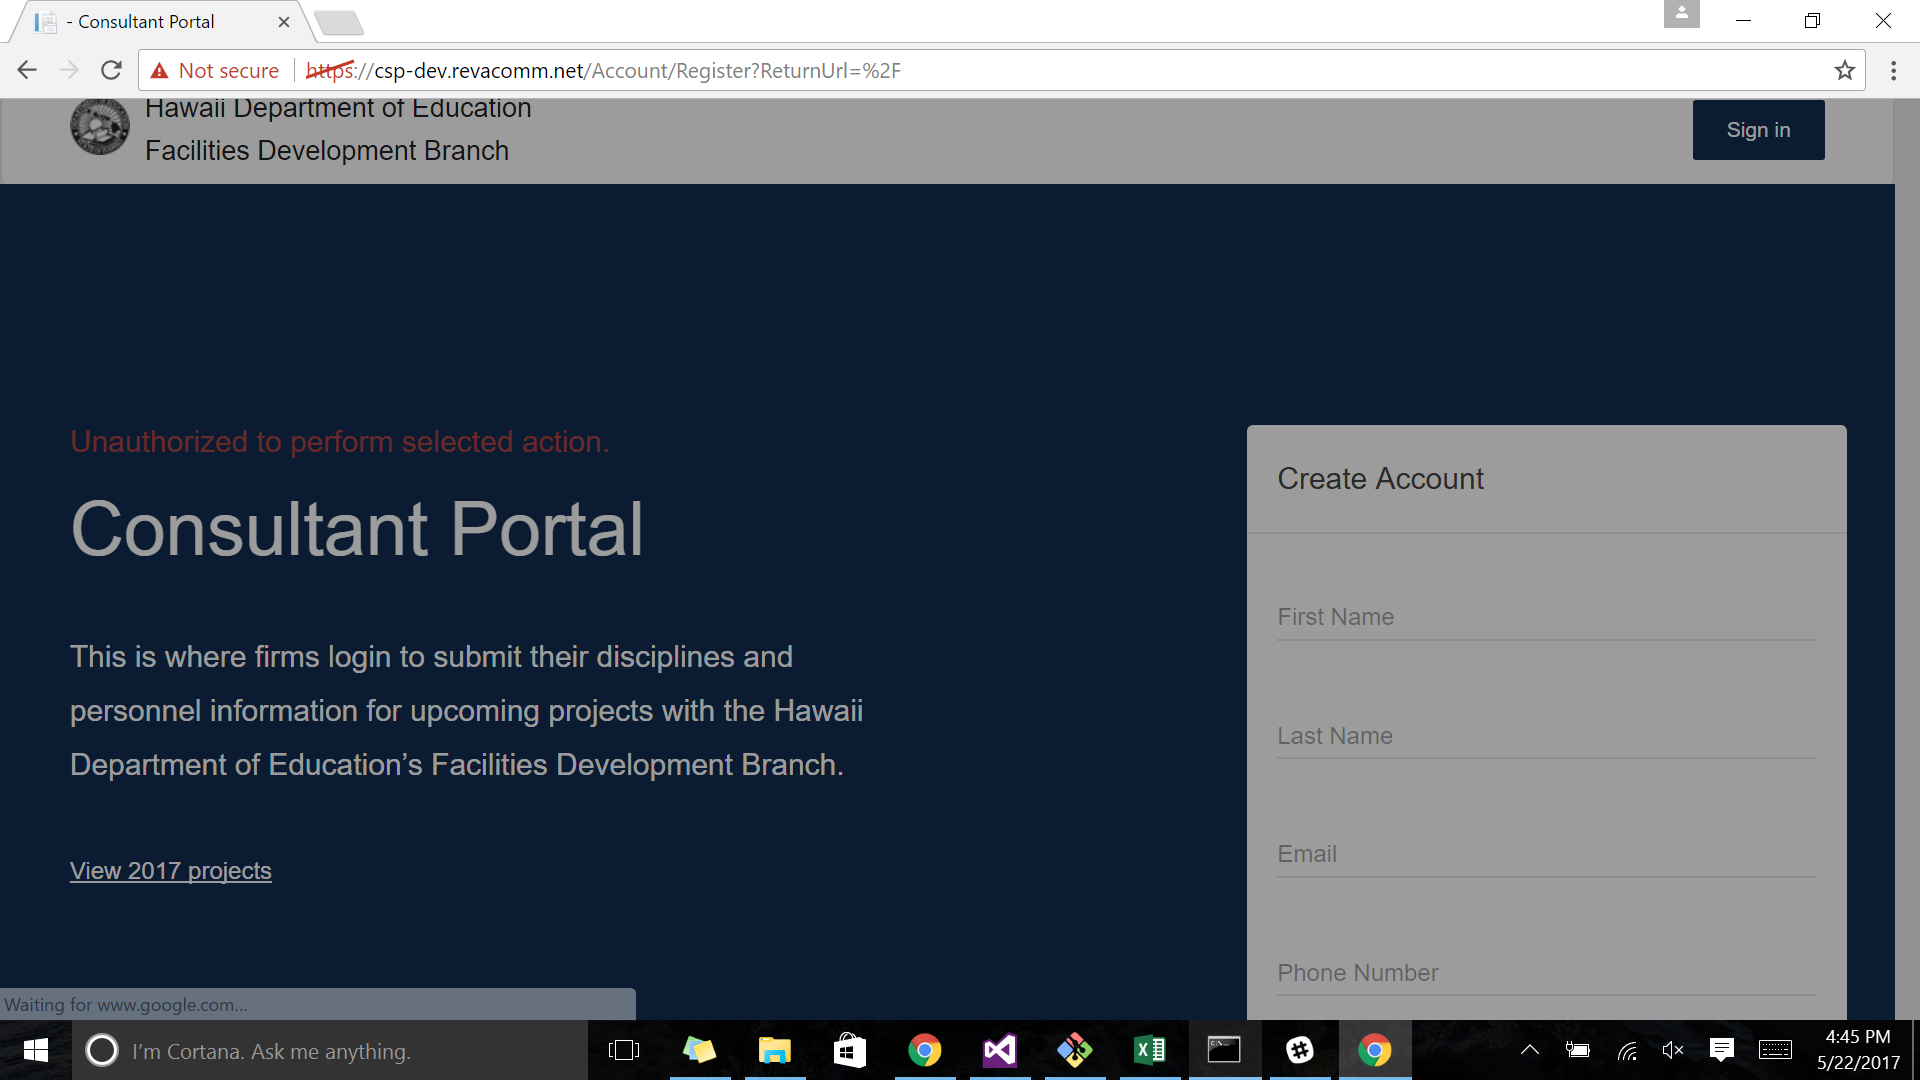 - Consultant Portal
Not secure
https://csp-dev.revacomm.net/Account/Register?ReturnUrl=%2F
Hawaii Department of Education
Facilities Development Branch
Sign in
Unauthorized to perform selected action.
Consultant Portal
This is where firms login to submit their disciplines and
personnel information for upcoming projects with the Hawaii
Department of Education’s Facilities Development Branch.
View 2017 projects
Create Account
First Name
Last Name
Email
Phone Number
Waiting for www.google.com...
I’m Cortana. Ask me anything.
4:45 PM
5/22/2017